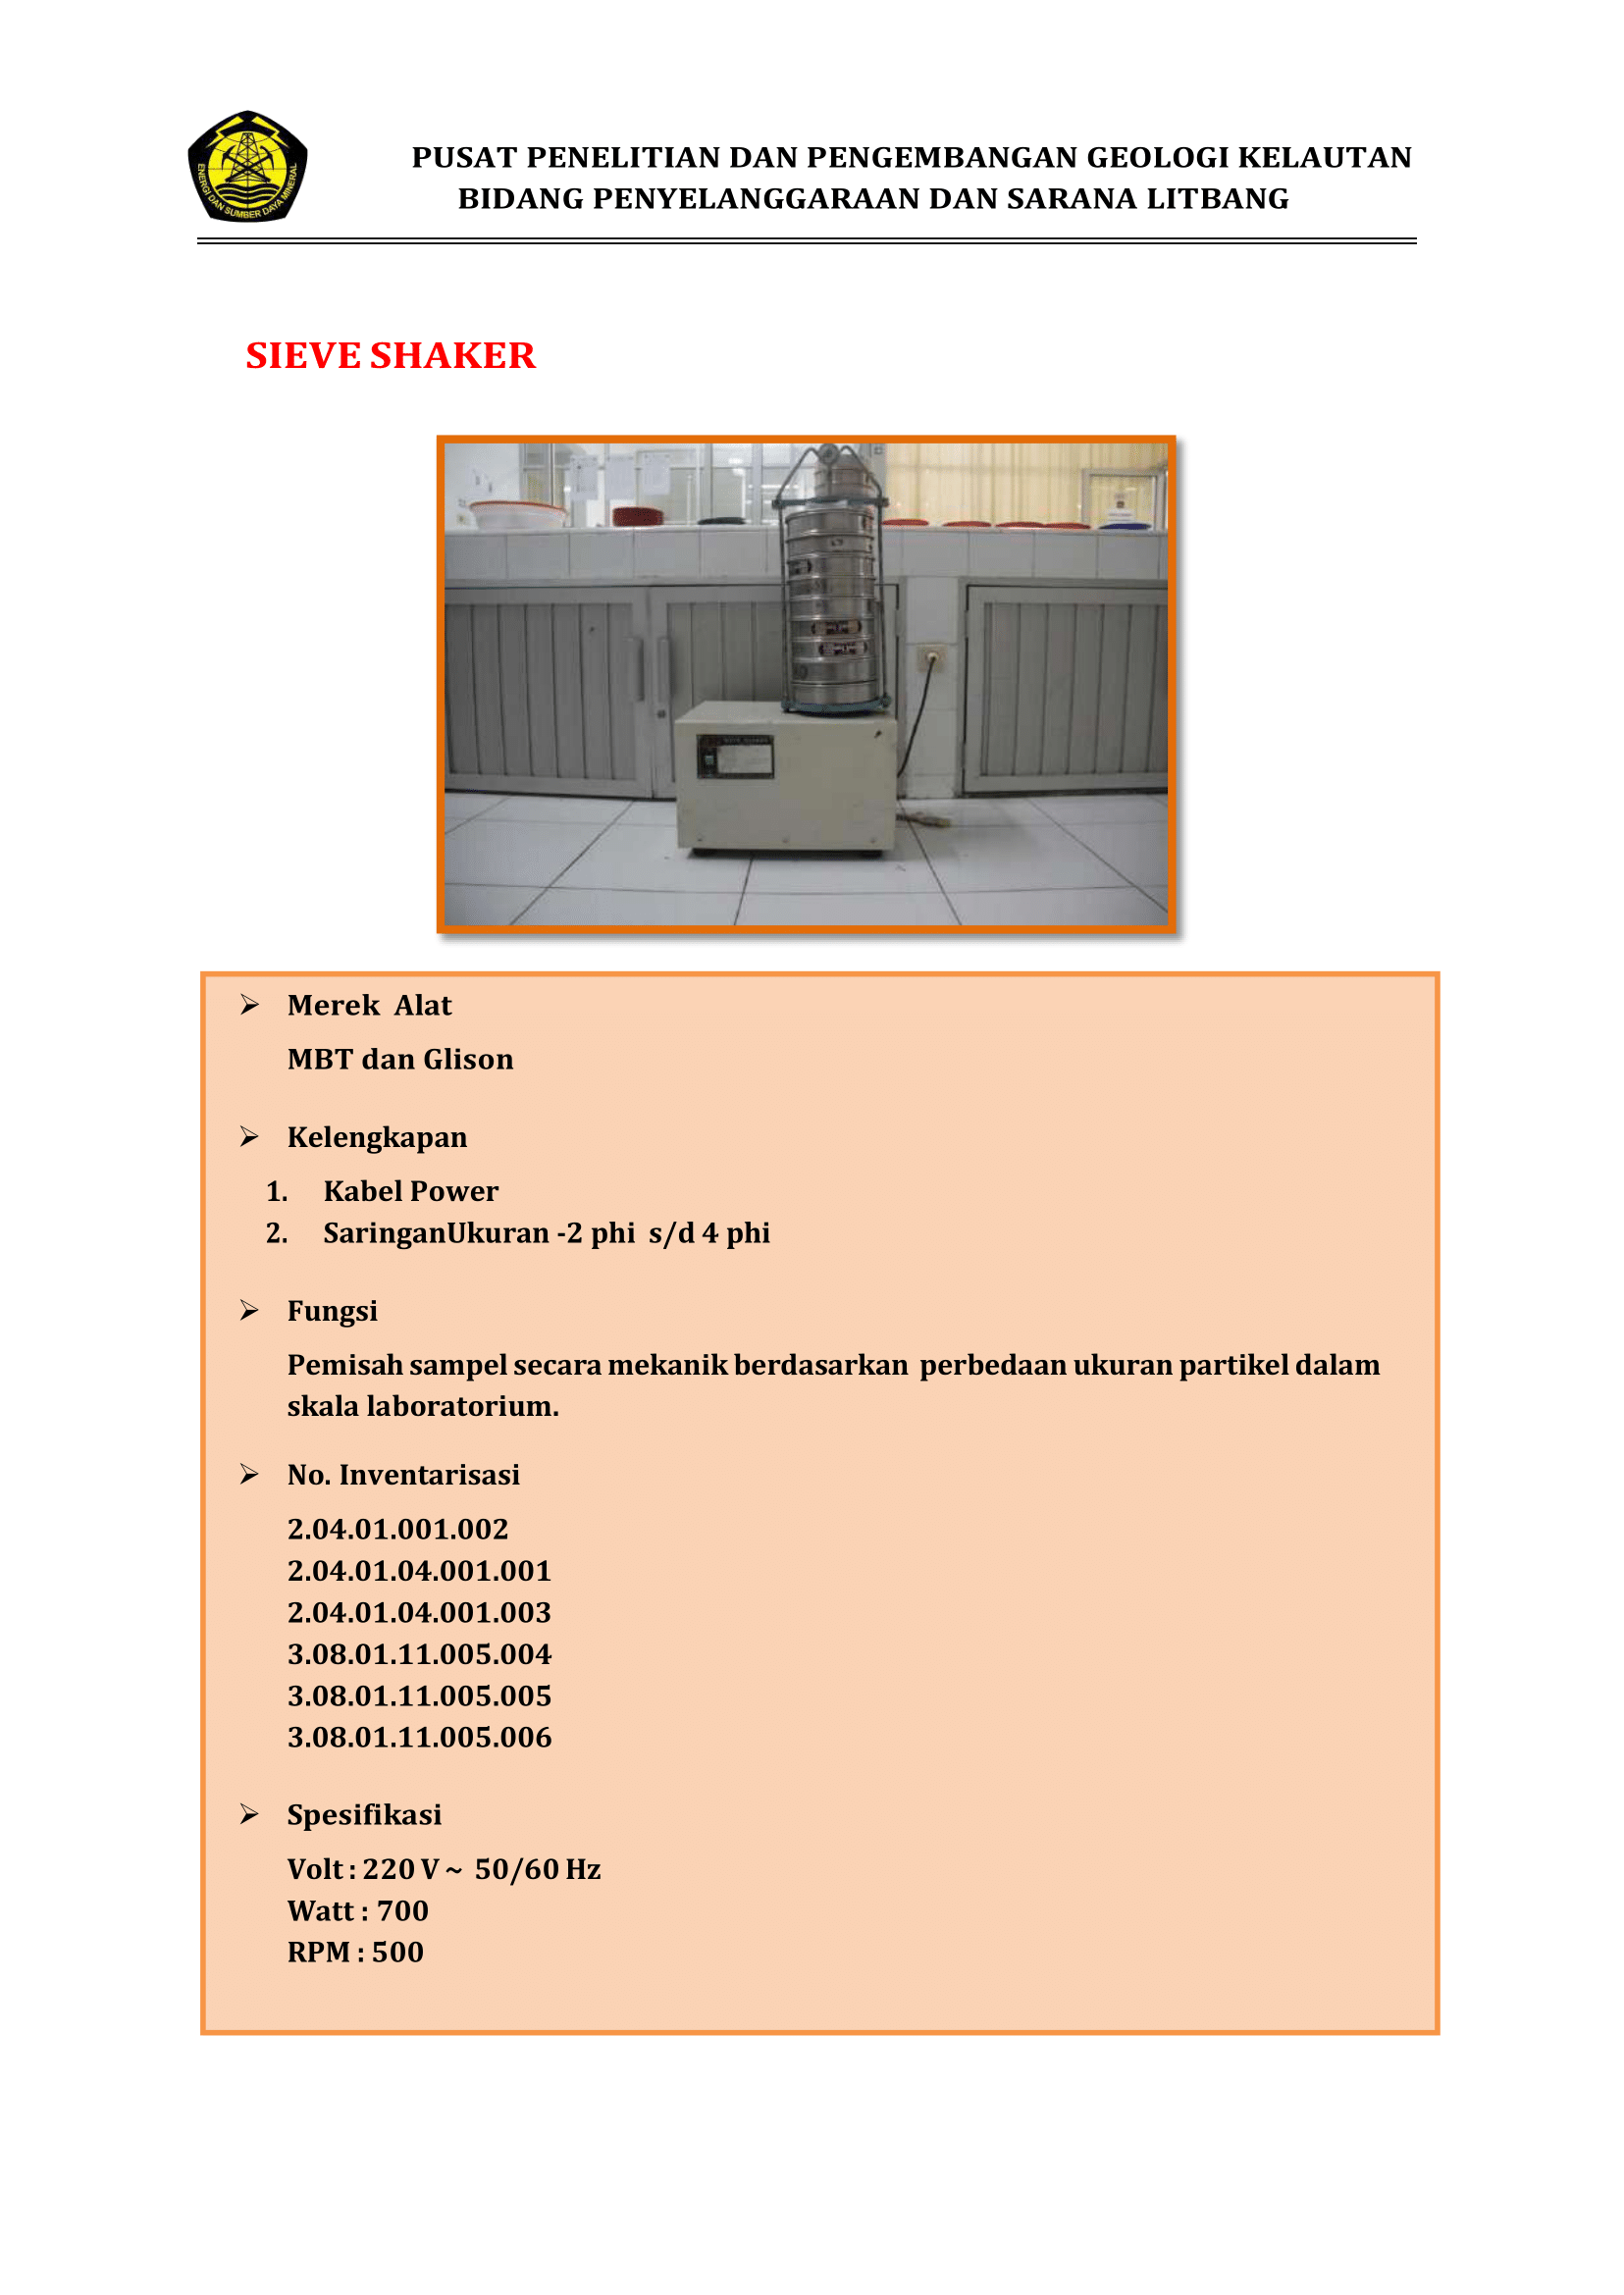 ENERGI DAN SUMBER DAYA MINERAL
PUSAT PENELITIAN DAN PENGEMBANGAN GEOLOGI KELAUTAN
BIDANG PENYELANGGARAAN DAN SARANA LITBANG
SIEVE SHAKER
Merek Alat
MBT dan Glison
Kelengkapan
1. Kabel Power
2. SaringanUkuran -2 phi s/d 4 phi
Fungsi
Pemisah sampel secara mekanik berdasarkan perbedaan ukuran partikel dalam
skala laboratorium.
No. Inventarisasi
2.04.01.001.002
2.04.01.04.001.001
2.04.01.04.001.003
3.08.01.11.005.004
3.08.01.11.005.005
3.08.01.11.005.006
Spesifikasi
Volt : 220 V ~ 50/60 Hz
Watt : 700
RPM : 500